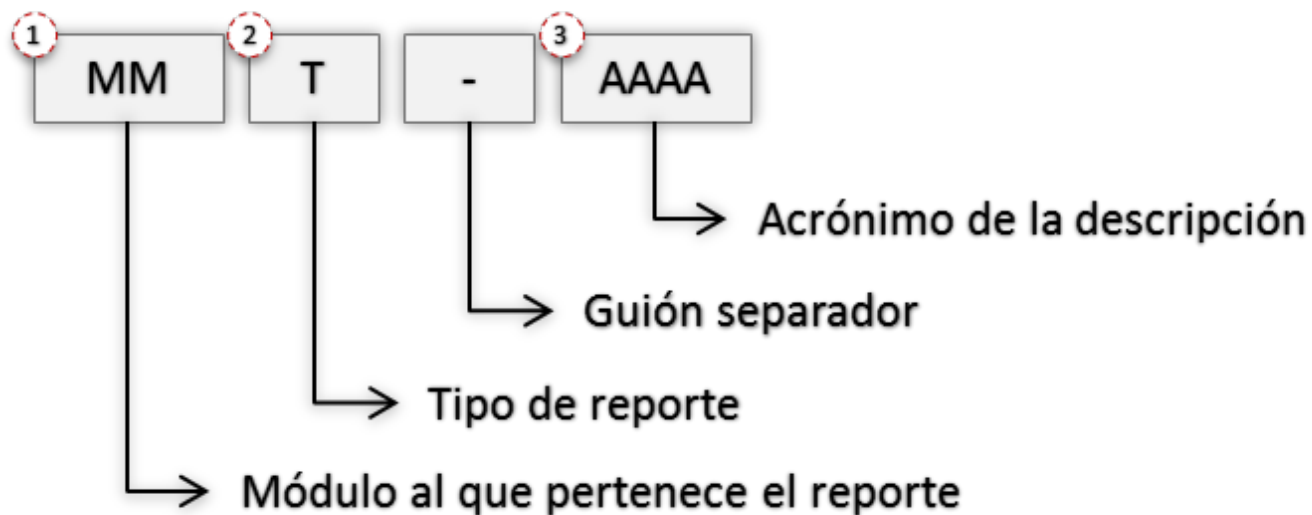 1 2 3
MM T - AAAA
Acrónimo de la descripción
Guión separador
Tipo de reporte
Módulo al que pertenece el reporte